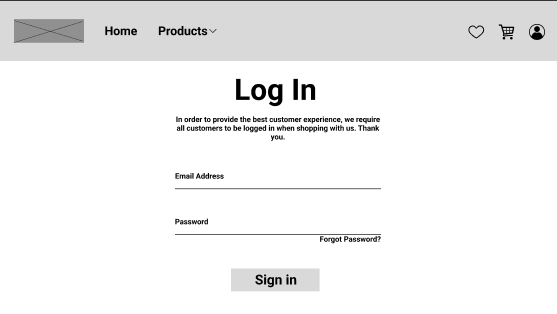 Home Products
Log In
In order to provide the best customer experience, we require
all customers to be logged in when shopping with us. Thank
you.
Email Address
Password
Forgot Password?
Sign in